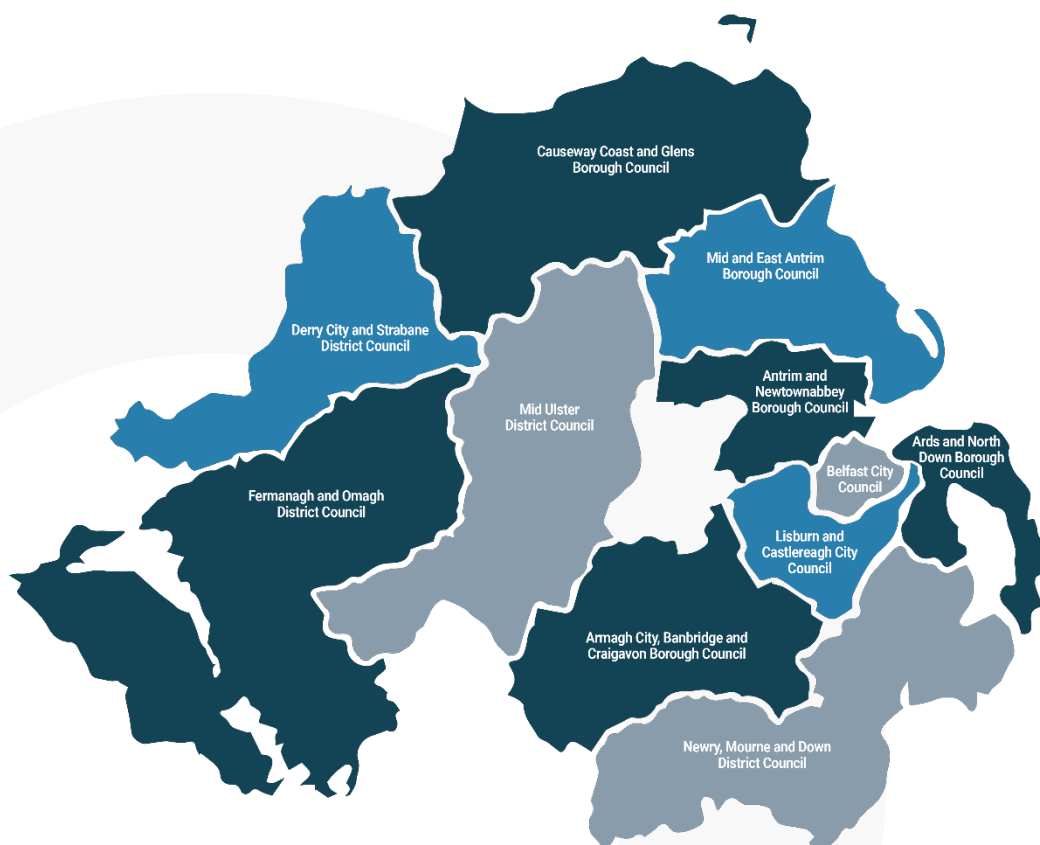 Causeway Coast and Glens
Borough Council
Mid and East Antrim
Borough Council
Derry City and Strabane
District Council
Antrim and
Newtownabbey
Borough Council
Mid Ulster
District Council
Ards and North
Down Borough
Council
Belfast City
Council
Fermanagh and Omagh
District Council
Lisburn and
Castlereagh City
Council
Armagh City, Banbridge and
Craigavon Borough Council
Newry, Mourne and Down
District Council